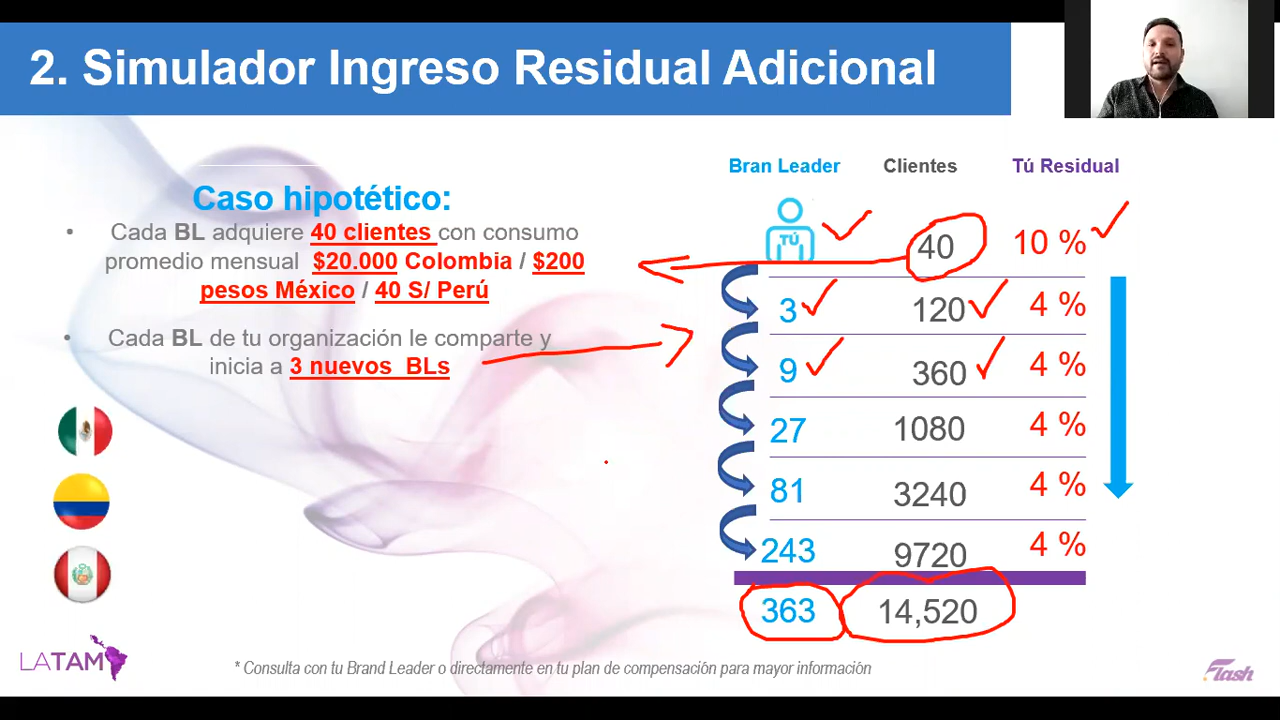 2. Simulador Ingreso Residual Adicional
Caso hipotético:
• Cada BL adquiere 40 clientes con consumo
promedio mensual $20.000 Colombia / $200
pesos México / 40 S/ Perú
• Cada BL de tu organización le comparte y
inicia a 3 nuevos BLs
Bran Leader Clientes Tú Residual
TÚ 40 10 %
3 120 4 %
9 360 4 %
27 1080 4 %
81 3240 4 %
243 9720 4 %
363 14,520
LATAM
* Consulta con tu Brand Leader o directamente en tu plan de compensación para mayor información
Flash